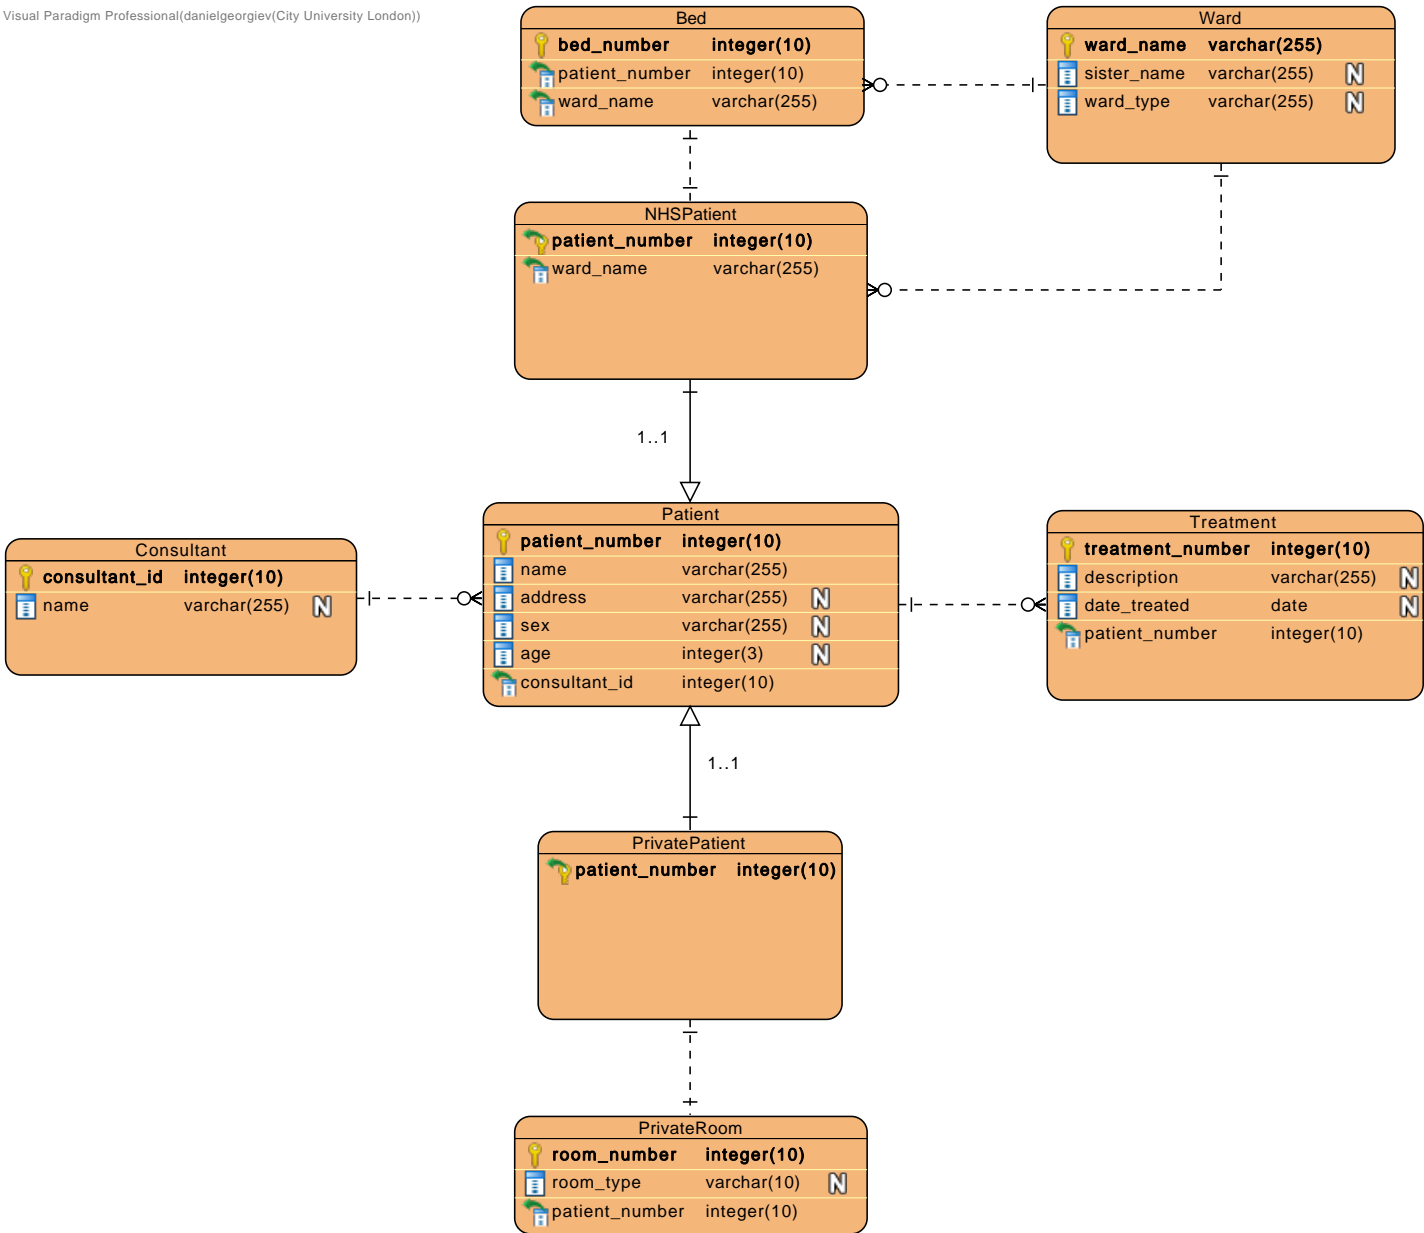 Visual Paradigm Professional(danielgeorgiev(City University London))
Bed
bed_number integer(10)
patient_number integer(10)
ward_name varchar(255)
Ward
ward_name varchar(255)
sister_name varchar(255) N
ward_type varchar(255) N
NHSPatient
patient_number integer(10)
ward_name varchar(255)
1..1
Consultant
consultant_id integer(10)
name varchar(255) N
Patient
patient_number integer(10)
name varchar(255)
address varchar(255) N
sex varchar(255) N
age integer(3) N
consultant_id integer(10)
Treatment
treatment_number integer(10)
description varchar(255) N
date_treated date N
patient_number integer(10)
1..1
PrivatePatient
patient_number integer(10)
PrivateRoom
room_number integer(10)
room_type varchar(10) N
patient_number integer(10)